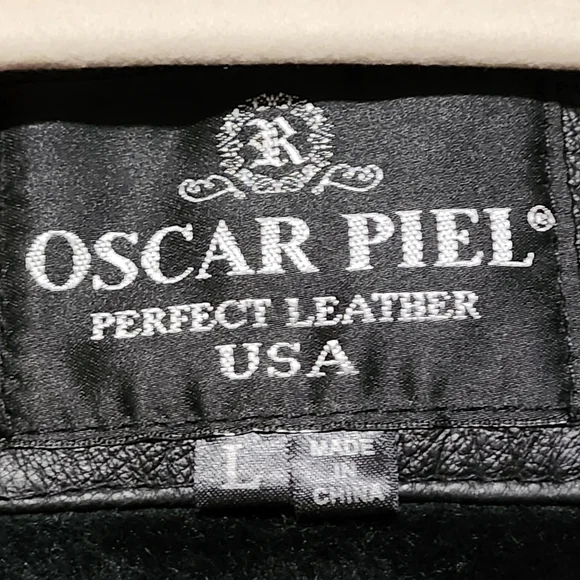 R
OSCAR PIEL®
PERFECT LEATHER
USA
L
MADE
IN
CHINA